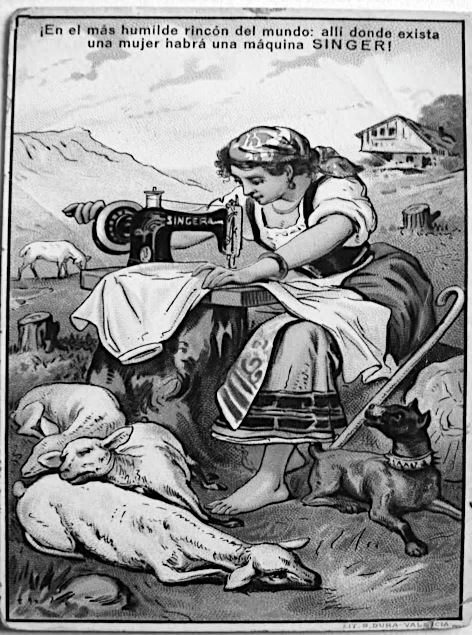 ¡En el más humilde rincón del mundo: allí donde exista
una mujer habrá una máquina SINGER!
SINGER
LIT. S. DURA-VALENCIA